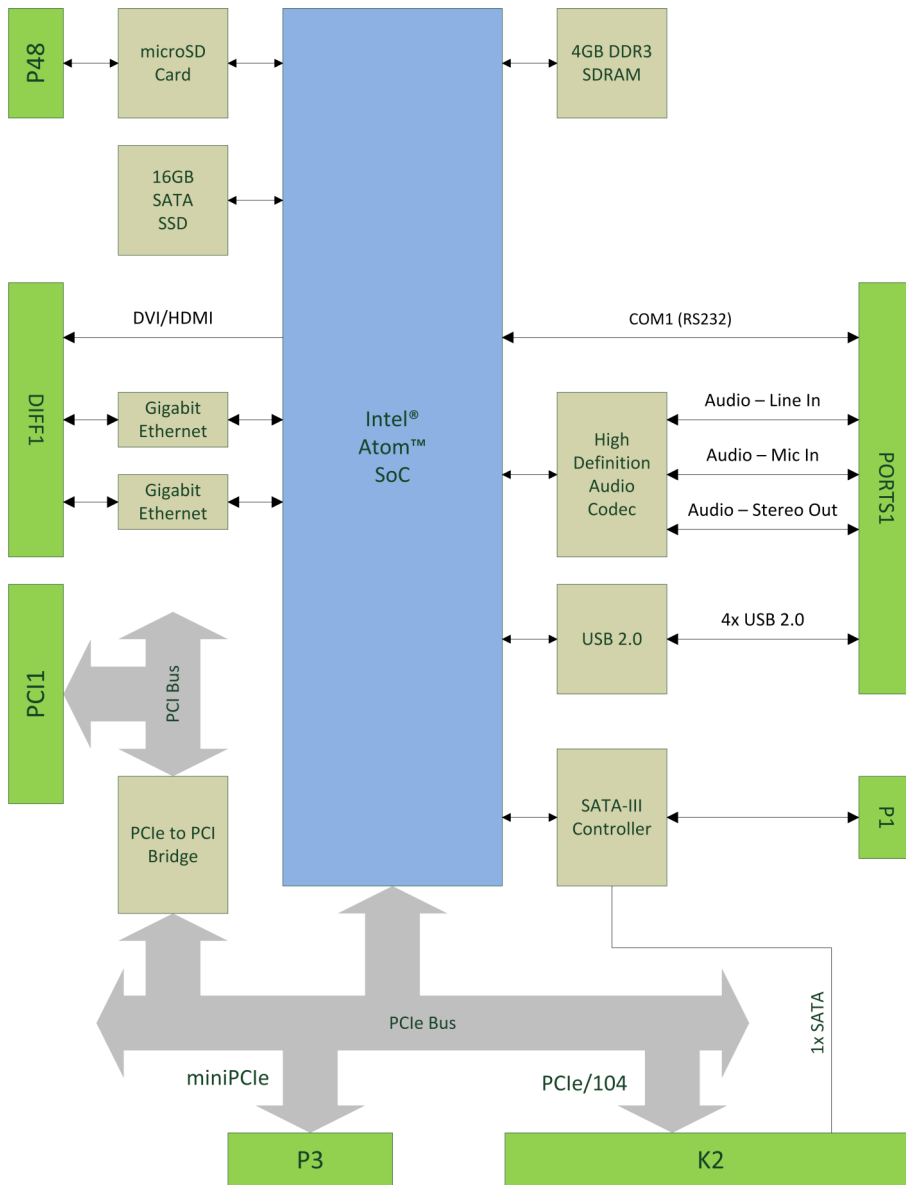 P48
microSD
Card
4GB DDR3
SDRAM
16GB
SATA
SSD
DVI/HDMI
COM1 (RS232)
DIFF1
Gigabit
Ethernet
Gigabit
Ethernet
Intel®
Atom™
SoC
High
Definition
Audio
Codec
Audio – Line In
Audio – Mic In
Audio – Stereo Out
PORTS1
USB 2.0
4x USB 2.0
PCI1
PCI Bus
PCIe to PCI
Bridge
SATA-III
Controller
P1
PCIe Bus
1x SATA
miniPCIe
PCIe/104
P3
K2